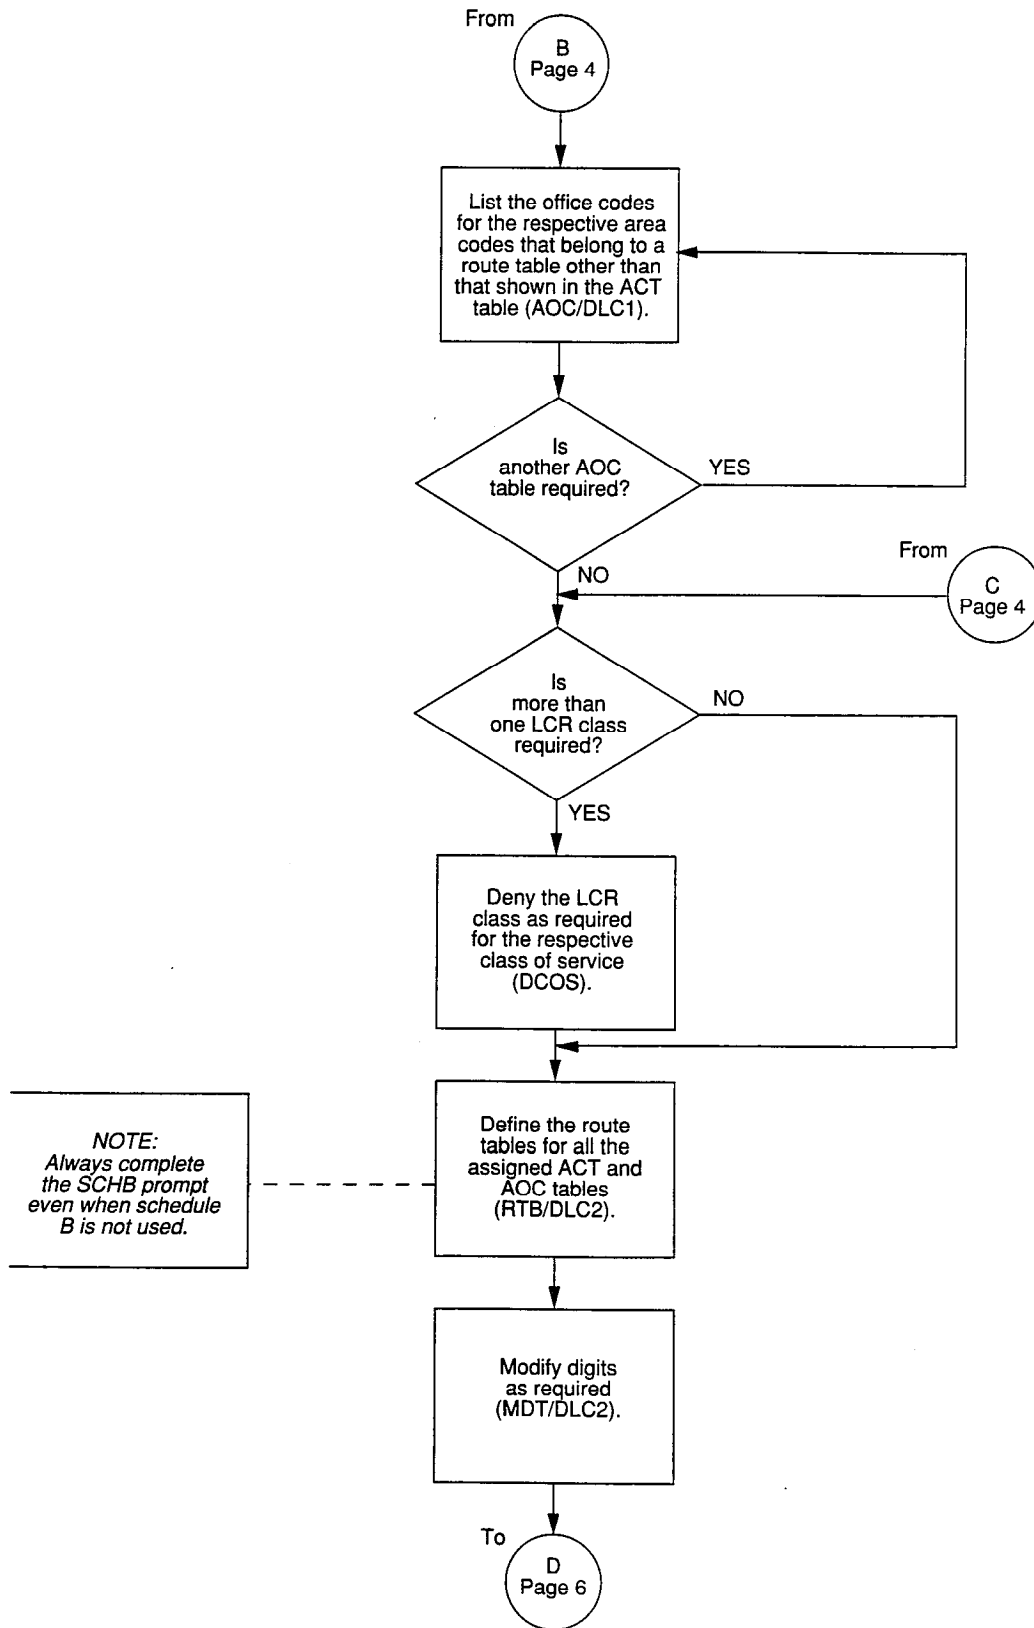 From
B
Page 4
List the office codes
for the respective area
codes that belong to a
route table other than
that shown in the ACT
table (AOC/DLC1).
Is
another AOC
table required?
YES
NO
From
C
Page 4
Is
more than
one LCR class
required?
NO
YES
Deny the LCR
class as required
for the respective
class of service
(DCOS).
NOTE:
Always complete
the SCHB prompt
even when schedule
B is not used.
Define the route
tables for all the
assigned ACT and
AOC tables
(RTB/DLC2).
Modify digits
as required
(MDT/DLC2).
To
D
Page 6